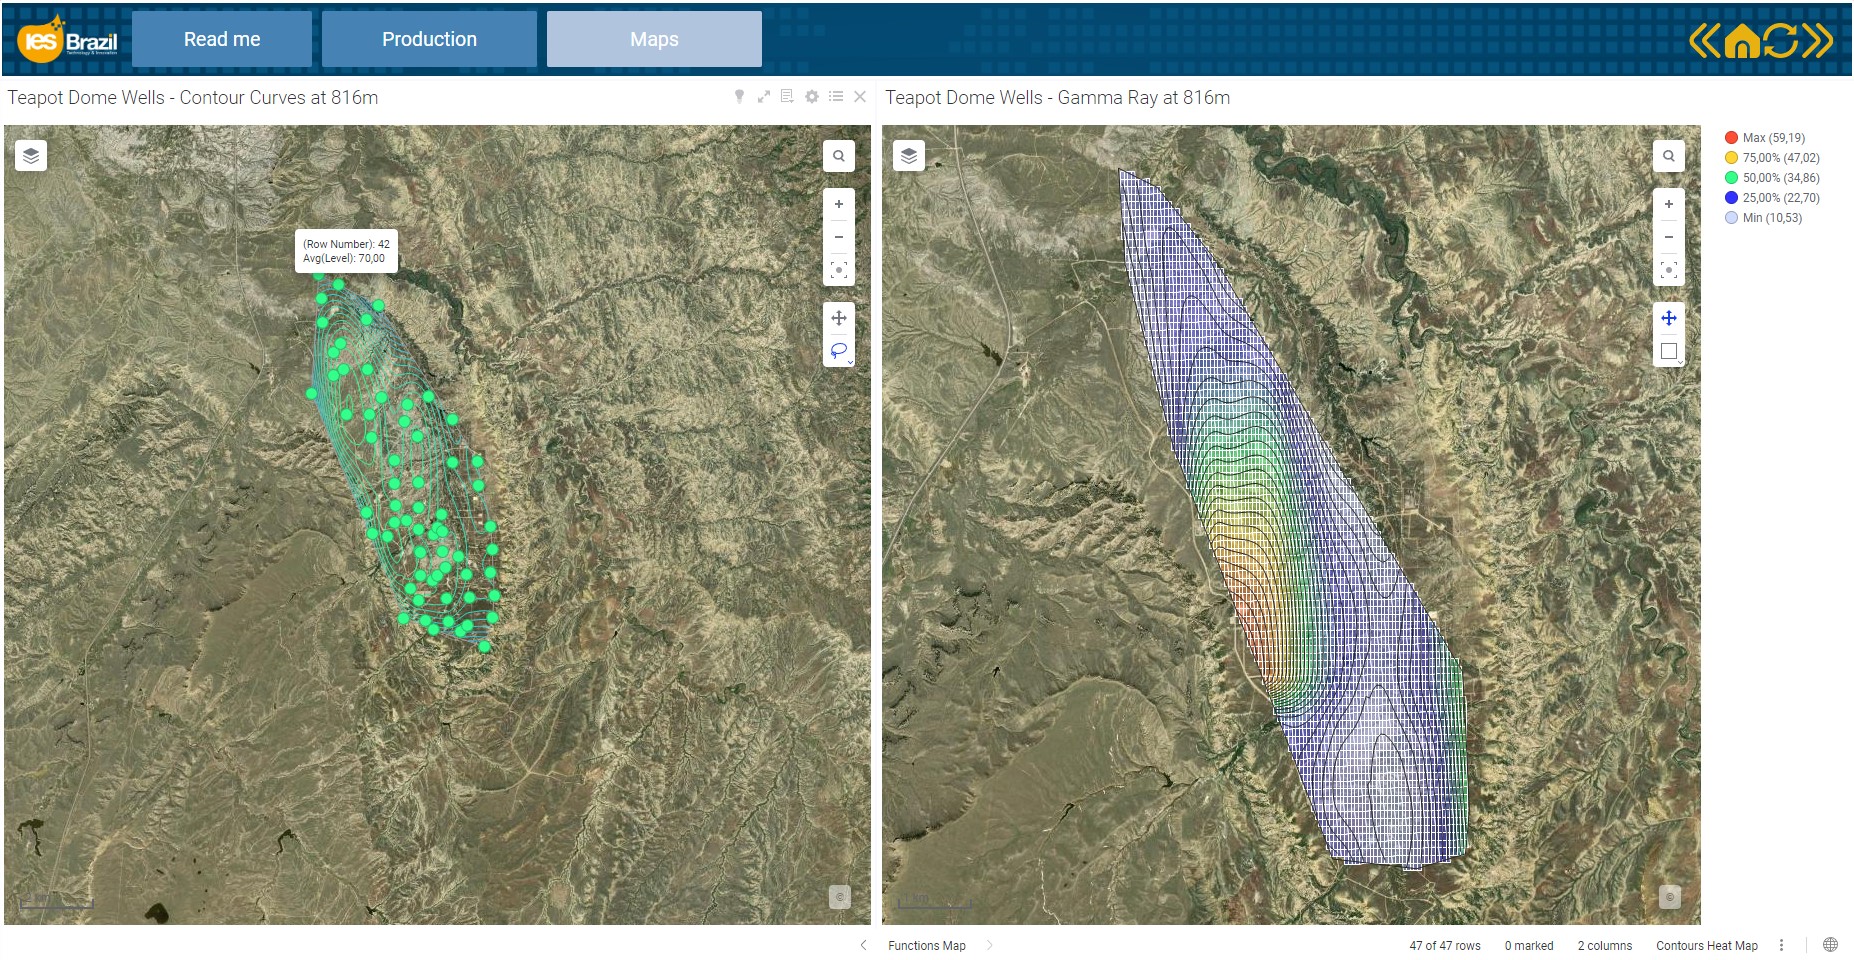 IES Brazil
Technology & Innovation
Read me
Production
Maps
Teapot Dome Wells - Contour Curves at 816m
(Row Number): 42
Avg(Level): 70,00
Teapot Dome Wells - Gamma Ray at 816m
Max (59,19)
75,00% (47,02)
50,00% (34,86)
25,00% (22,70)
Min (10,53)
Functions Map
47 of 47 rows
0 marked
2 columns
Contours Heat Map